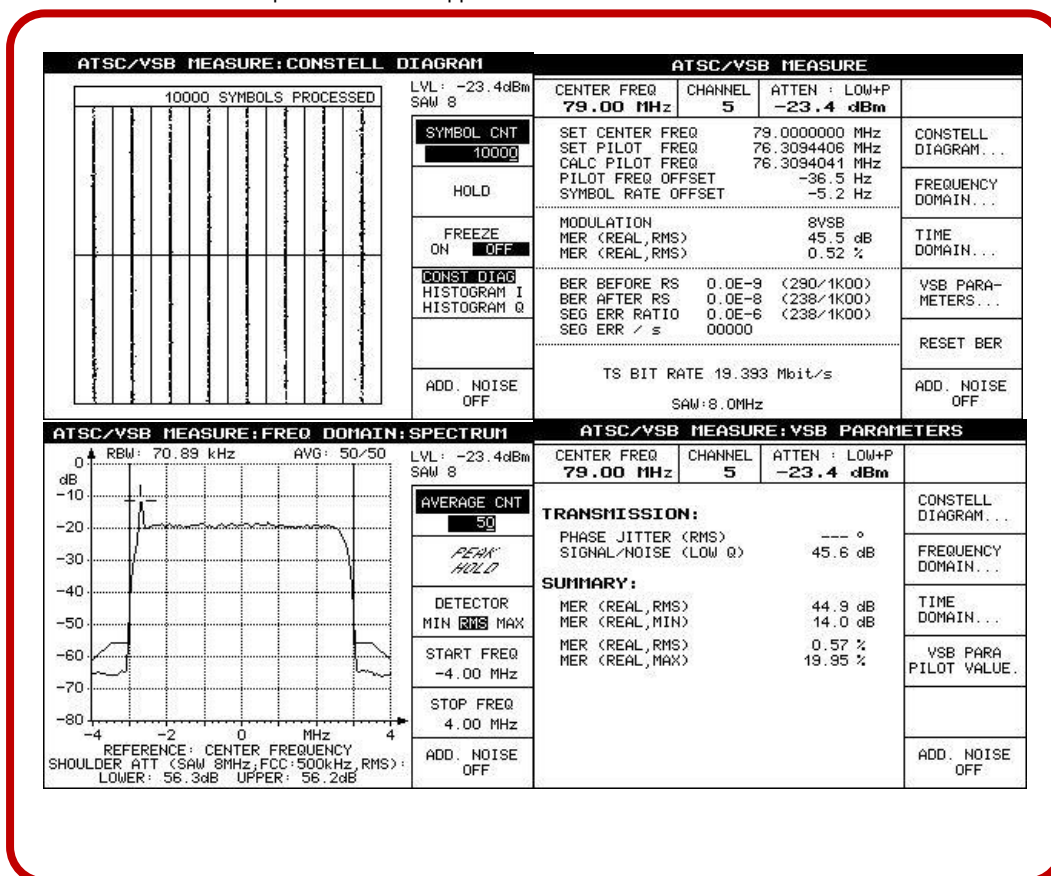 ATSC/VSB MEASURE:CONSTELL DIAGRAM
10000 SYMBOLS PROCESSED
LVL: -23.4dBm
SAW 8
SYMBOL CNT
10000
HOLD
FREEZE
ON OFF
CONST DIAG
HISTOGRAM I
HISTOGRAM Q
ADD. NOISE
OFF
ATSC/VSB MEASURE
CENTER FREQ CHANNEL ATTEN : LOW+P
79.00 MHz 5 -23.4 dBm
SET CENTER FREQ 79.0000000 MHz
SET PILOT FREQ 76.3094406 MHz
CALC PILOT FREQ 76.3094041 MHz
PILOT FREQ OFFSET -36.5 Hz
SYMBOL RATE OFFSET -5.2 Hz
MODULATION 8VSB
MER (REAL,RMS) 45.5 dB
MER (REAL,RMS) 0.52 %
BER BEFORE RS 0.0E-9 (290/1K00)
BER AFTER RS 0.0E-8 (238/1K00)
SEG ERR RATIO 0.0E-6 (238/1K00)
SEG ERR / s 00000
TS BIT RATE 19.393 Mbit/s
SAW:8.0MHz
CONSTELL
DIAGRAM...
FREQUENCY
DOMAIN...
TIME
DOMAIN...
VSB PARA-
METERS...
RESET BER
ADD. NOISE
OFF
ATSC/VSB MEASURE:FREQ DOMAIN:SPECTRUM
RBW: 70.89 kHz AVG: 50/50
0
dB
-10
-20
-30
-40
-50
-60
-70
-80
-4 -2 0 MHz 4
REFERENCE: CENTER FREQUENCY
SHOULDER ATT (SAW 8MHz,FCC:500kHz,RMS):
LOWER: 56.3dB UPPER: 56.2dB
LVL: -23.4dBm
SAW 8
AVERAGE CNT
50
PEAK
HOLD
DETECTOR
MIN RMS MAX
START FREQ
-4.00 MHz
STOP FREQ
4.00 MHz
ADD. NOISE
OFF
ATSC/VSB MEASURE:VSB PARAMETERS
CENTER FREQ CHANNEL ATTEN : LOW+P
79.00 MHz 5 -23.4 dBm
TRANSMISSION:
PHASE JITTER (RMS) --- °
SIGNAL/NOISE (LOW Q) 45.6 dB
SUMMARY:
MER (REAL,RMS) 44.9 dB
MER (REAL,MIN) 14.0 dB
MER (REAL,RMS) 0.57 %
MER (REAL,MAX) 19.95 %
CONSTELL
DIAGRAM...
FREQUENCY
DOMAIN...
TIME
DOMAIN...
VSB PARA
PILOT VALUE.
ADD. NOISE
OFF